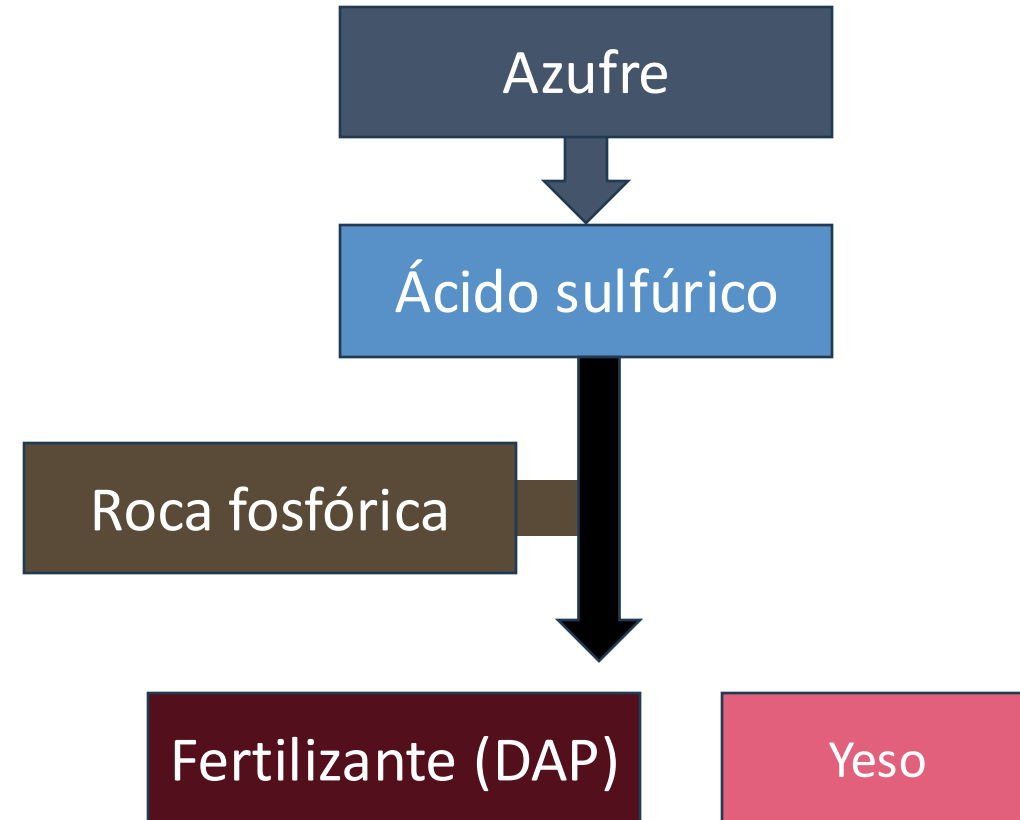 Azufre
Ácido sulfúrico
Roca fosfórica
Fertilizante (DAP)
Yeso